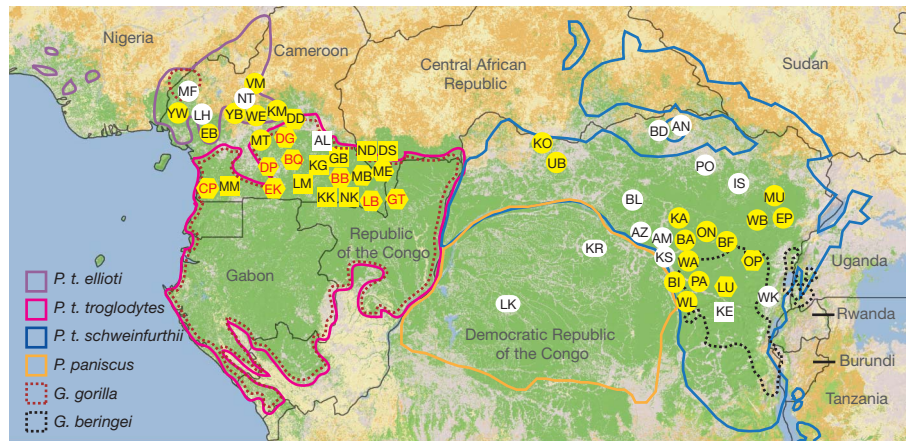 Nigeria
Cameroon
Central African
Republic
Sudan
VM
MF
NT
YW
LH
YB
WE
KM
DD
EB
MT
DG
AL
ND
DS
KO
UB
BD
AN
PO
IS
DP
BQ
KG
GB
CP
MM
EK
LM
BB
MB
ME
KK
NK
LB
GT
BL
MU
WB
EP
KA
AZ
AM
BA
ON
BF
KR
KS
WA
OP
BI
PA
LU
WL
KE
WK
LK
Republic
of the Congo
Gabon
Democratic Republic
of the Congo
Uganda
Rwanda
Burundi
Tanzania
P. t. ellioti
P. t. troglodytes
P. t. schweinfurthii
P. paniscus
G. gorilla
G. beringei